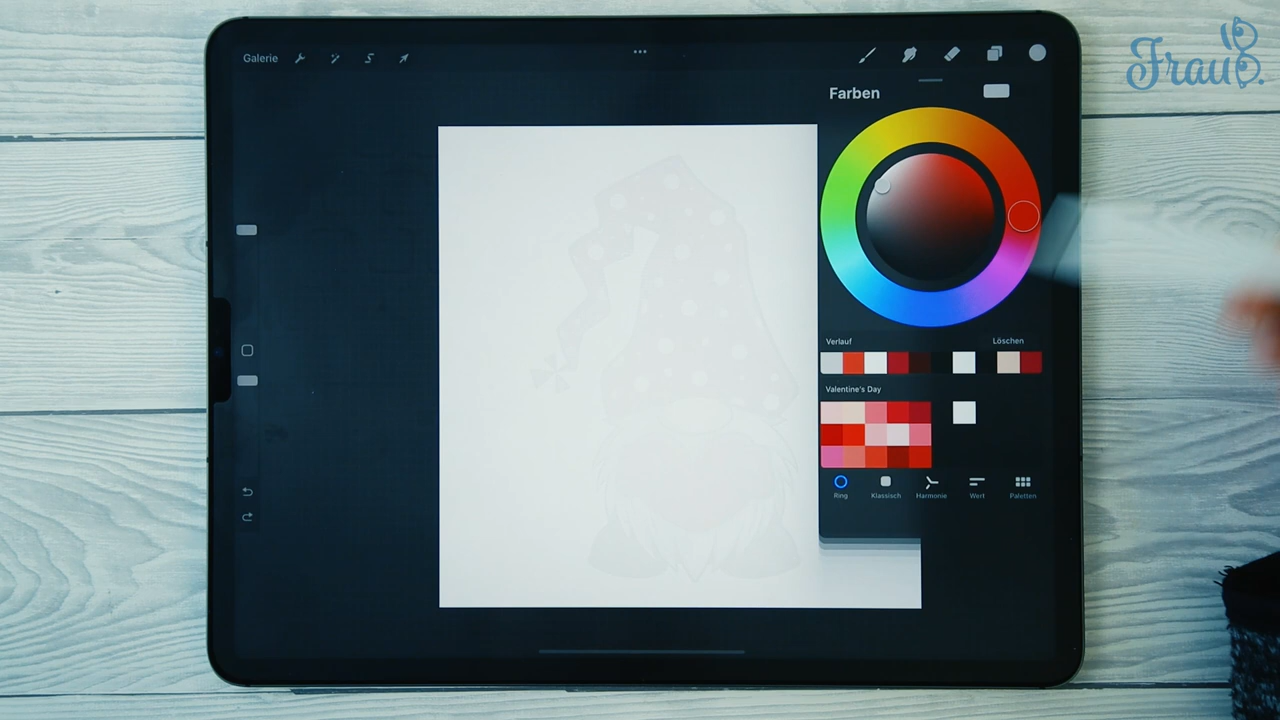 Galerie
Frau B.
Farben
Verlauf Löschen
Valentine's Day
Ring Klassisch Harmonie Wert Paletten